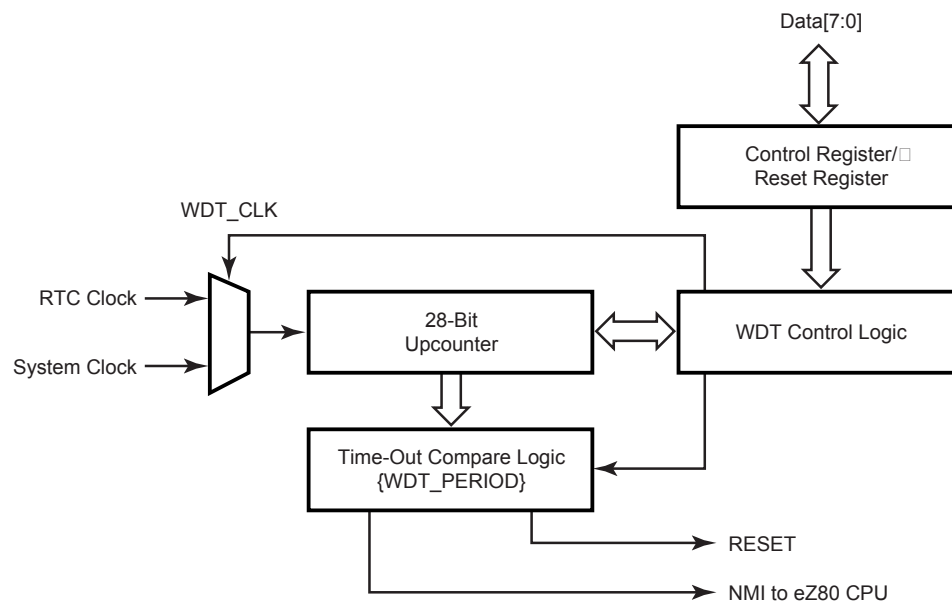 Data[7:0]
Control Register/□
Reset Register
WDT_CLK
RTC Clock
28-Bit
Upcounter
WDT Control Logic
System Clock
Time-Out Compare Logic
{WDT_PERIOD}
RESET
NMI to eZ80 CPU